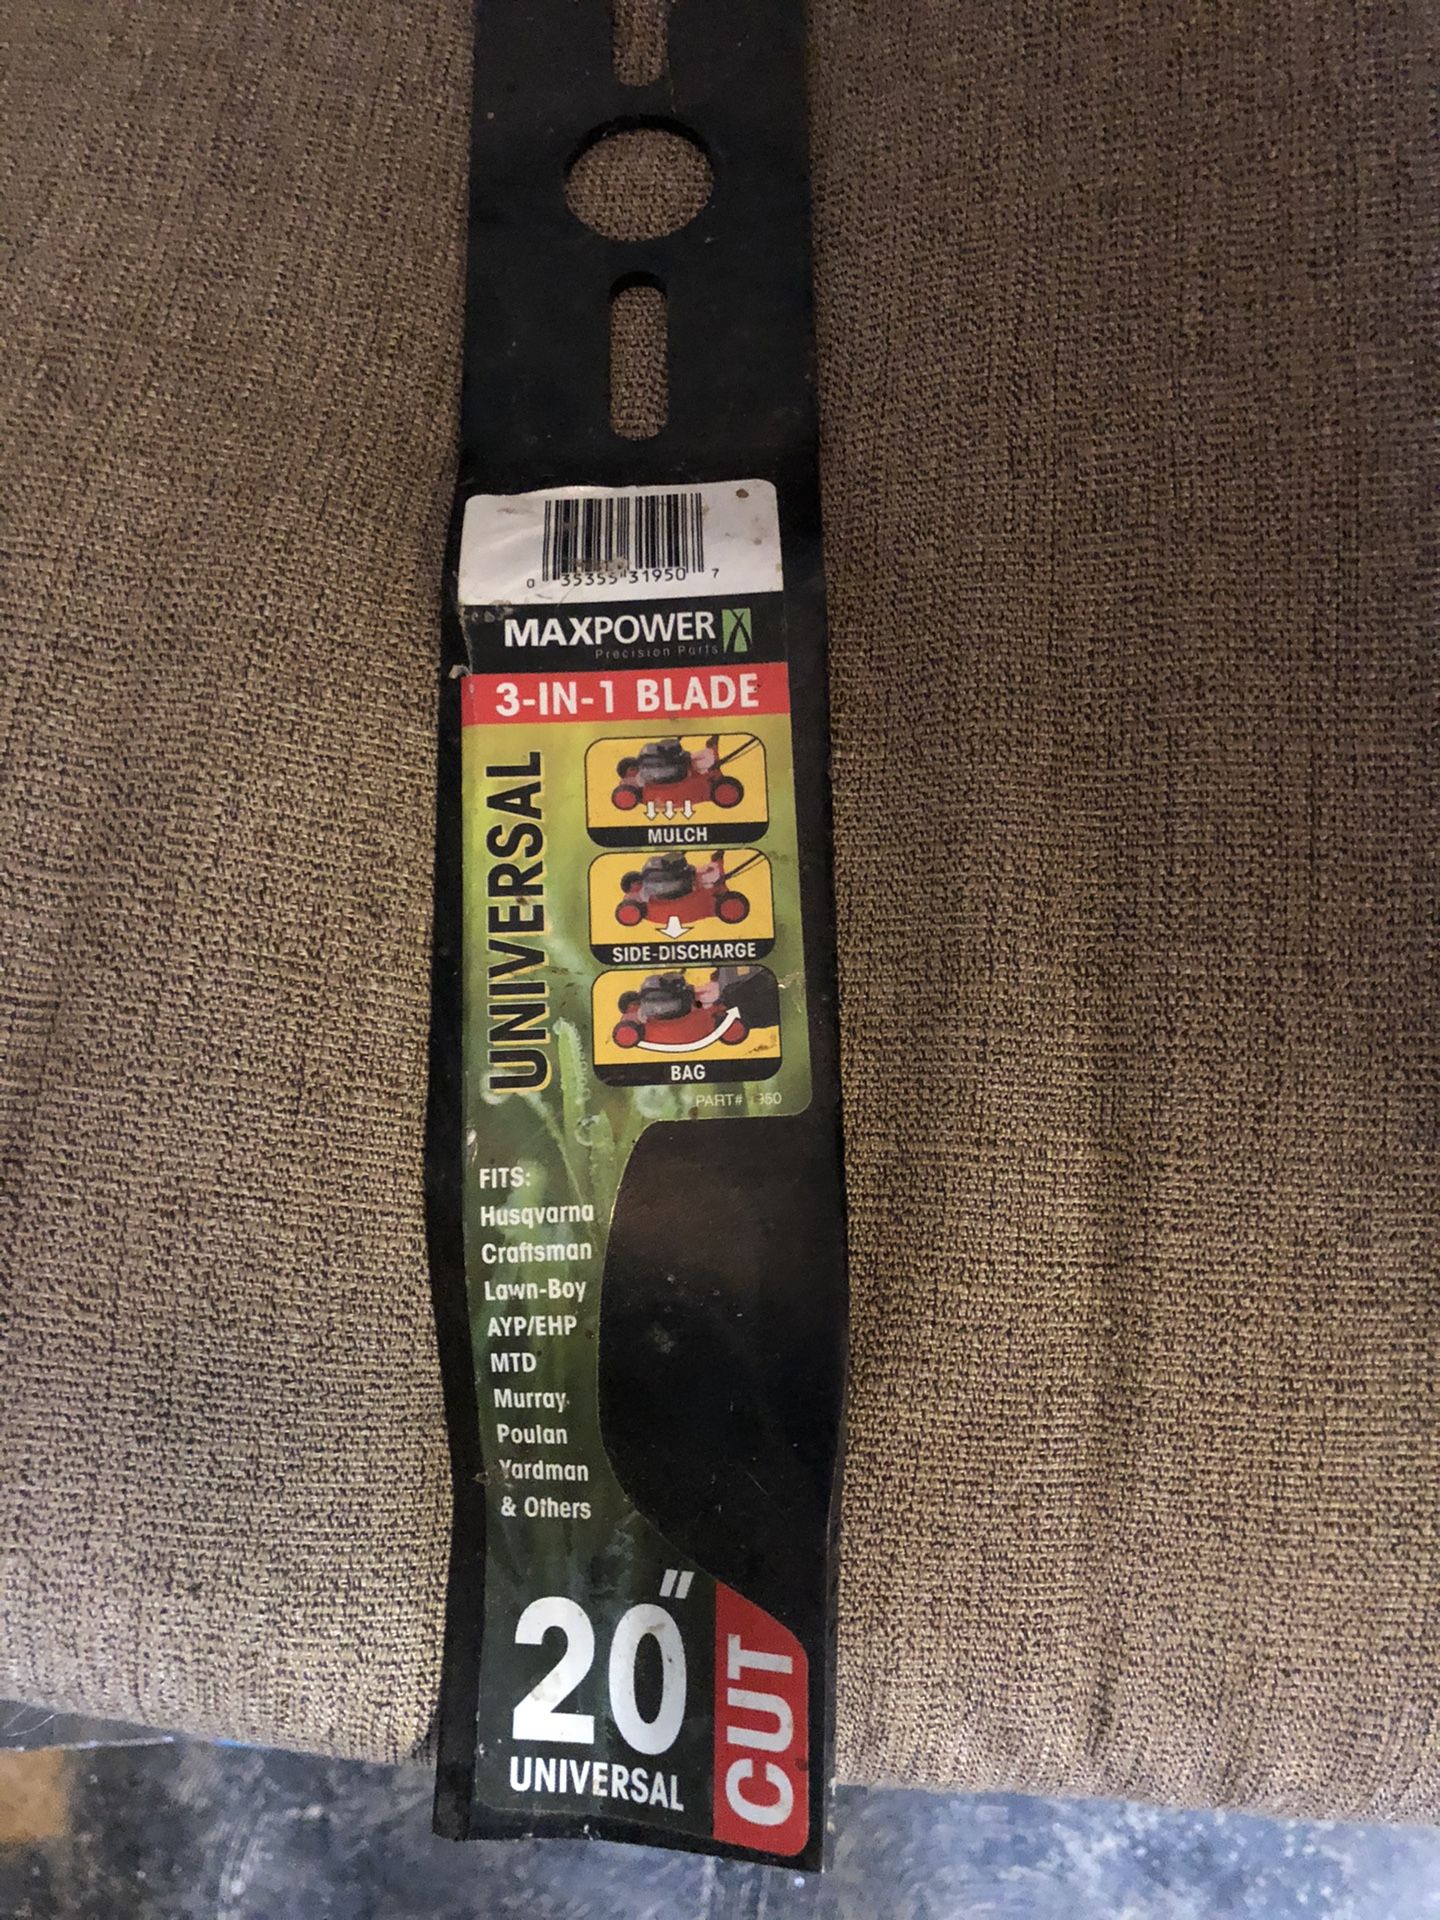 0 35355 31950 7
MAXPOWER
Precision Parts
3-IN-1 BLADE
UNIVERSAL
MULCH
SIDE-DISCHARGE
BAG
PART#
FITS:
Husqvarna
Craftsman
Lawn-Boy
AYP/EHP
MTD
Murray
Poulan
Yardman
& Others
20"
UNIVERSAL
CUT